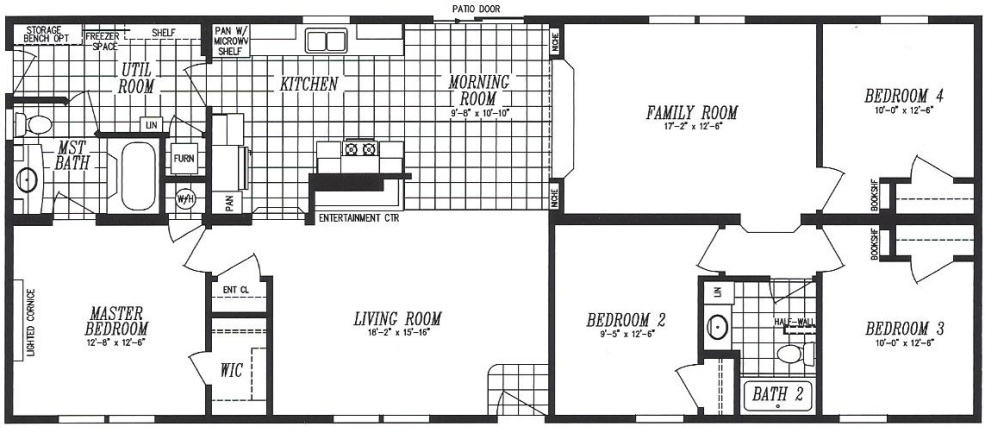 PATIO DOOR
STORAGE
BENCH OPT
FREEZER
SPACE
SHELF
PAN W/
MICROWV
SHELF
NICHE
UTIL
ROOM
KITCHEN
MORNING
ROOM
9'-8" x 10'-10"
FAMILY ROOM
17'-2" x 12'-6"
BEDROOM 4
10'-0" x 12'-6"
LIN
MST
BATH
FURN
W/H
PAN
NICHE
BOOKSHF
ENTERTAINMENT CTR
BOOKSHF
ENT CL
LIN
LIGHTED CORNICE
MASTER
BEDROOM
12'-8" x 12'-6"
LIVING ROOM
18'-2" x 15'-16"
BEDROOM 2
9'-5" x 12'-6"
HALF-WALL
BEDROOM 3
10'-0" x 12'-6"
WIC
BATH 2